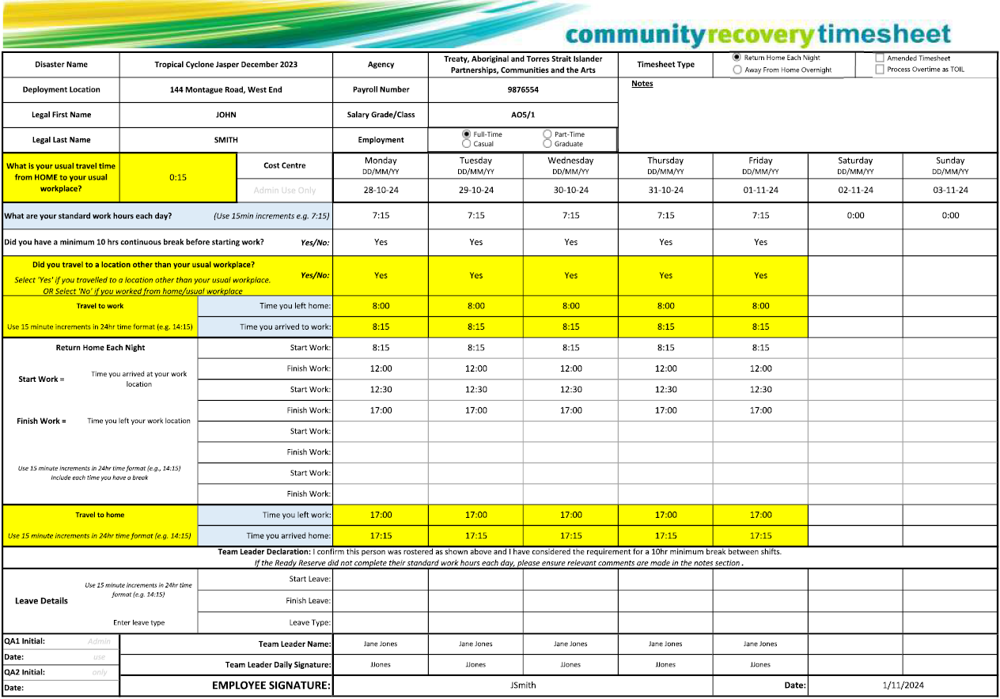 communityrecoverytimesheet
Disaster Name Tropical Cyclone Jasper December 2023 Agency Treaty, Aboriginal and Torres Strait Islander
Partnerships, Communities and the Arts
Timesheet Type Return Home Each Night Amended Timesheet
Away From Home Overnight Process Overtime as TOIL
Deployment Location 144 Montague Road, West End Payroll Number 9876554 Notes
Legal First Name JOHN Salary Grade/Class AO5/1
Legal Last Name SMITH Employment Full-Time Part-Time
Casual Graduate
What is your usual travel time
from HOME to your usual
workplace?
0:15
Cost Centre
Admin Use Only
Monday Tuesday Wednesday Thursday Friday Saturday Sunday
DD/MM/YY DD/MM/YY DD/MM/YY DD/MM/YY DD/MM/YY DD/MM/YY DD/MM/YY
28-10-24 29-10-24 30-10-24 31-10-24 01-11-24 02-11-24 03-11-24
What are your standard work hours each day? (Use 15min increments e.g. 7:15) 7:15 7:15 7:15 7:15 7:15 0:00 0:00
Did you have a minimum 10 hrs continuous break before starting work? Yes/No: Yes Yes Yes Yes Yes
Did you travel to a location other than your usual workplace?
Select 'Yes' if you travelled to a location other than your usual workplace.
OR Select 'No' if you worked from home/usual workplace
Yes/No: Yes Yes Yes Yes Yes
Travel to work Time you left home: 8:00 8:00 8:00 8:00 8:00
Use 15 minute increments in 24hr time format (e.g. 14:15) Time you arrived to work: 8:15 8:15 8:15 8:15 8:15
Return Home Each Night Start Work: 8:15 8:15 8:15 8:15 8:15
Finish Work: 12:00 12:00 12:00 12:00 12:00
Start Work = Time you arrived at your work
location
Start Work: 12:30 12:30 12:30 12:30 12:30
Finish Work: 17:00 17:00 17:00 17:00 17:00
Finish Work = Time you left your work location
Start Work:
Finish Work:
Use 15 minute increments in 24hr time format (e.g., 14:15)
Include each time you have a break
Start Work:
Finish Work:
Travel to home Time you left work: 17:00 17:00 17:00 17:00 17:00
Use 15 minute increments in 24hr time format (e.g. 14:15) Time you arrived home: 17:15 17:15 17:15 17:15 17:15
Team Leader Declaration: I confirm this person was rostered as shown above and I have considered the requirement for a 10hr minimum break between shifts.
If the Ready Reserve did not complete their standard work hours each day, please ensure relevant comments are made in the notes section .
Leave Details
Use 15 minute increments in 24hr time
format (e.g. 14:15)
Enter leave type
Start Leave:
Finish Leave:
Leave Type:
QA1 Initial: Admin
Date: use
QA2 Initial: only
Date:
Team Leader Name: Jane Jones Jane Jones Jane Jones Jane Jones Jane Jones
Team Leader Daily Signature: JJones JJones JJones JJones JJones
EMPLOYEE SIGNATURE: JSmith Date: 1/11/2024